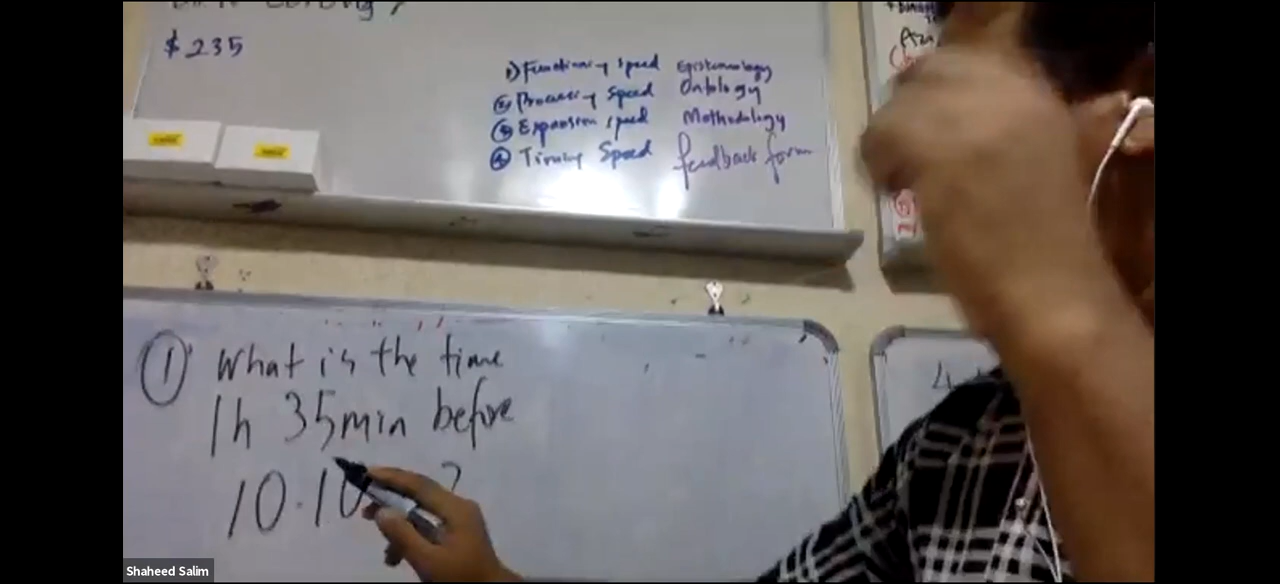 $ 235
1) Functioning Speed Epistemology
2) Processing Speed Ontology
3) Expansion Speed Methodology
4) Timing Speed feedback form
1) What is the time
1h 35min before
10.10 ?
Shaheed Salim